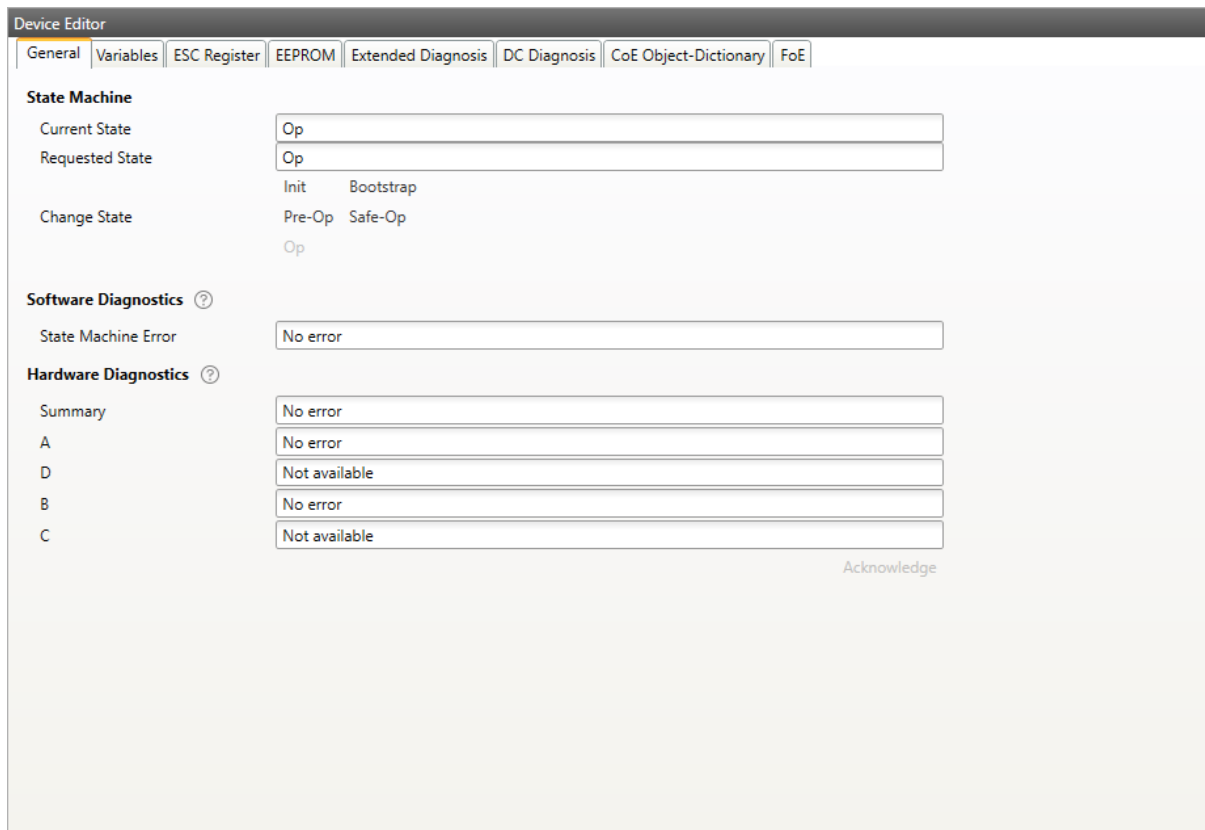 Device Editor
General Variables ESC Register EEPROM Extended Diagnosis DC Diagnosis CoE Object-Dictionary FoE
State Machine
Current State Op
Requested State Op
Init Bootstrap
Change State Pre-Op Safe-Op
Op
Software Diagnostics ?
State Machine Error No error
Hardware Diagnostics ?
Summary No error
A No error
D Not available
B No error
C Not available
Acknowledge